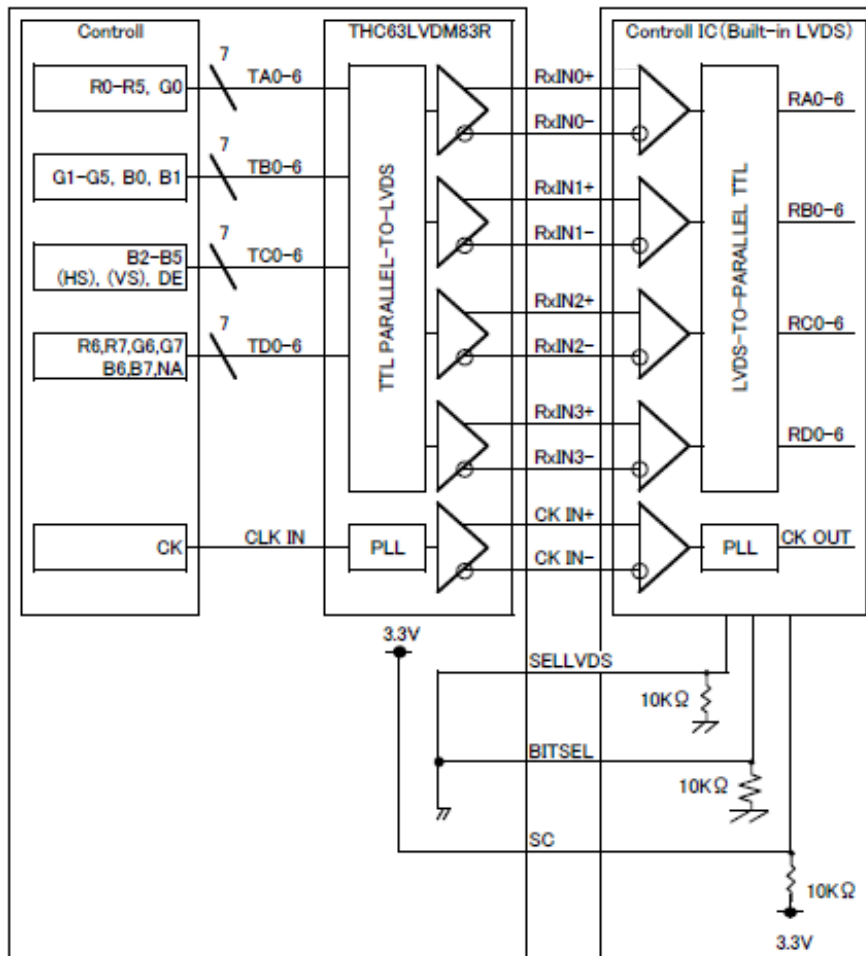 Controll
THC63LVDM83R
Controll IC(Built-in LVDS)
R0-R5, G0
7
TA0-6
G1-G5, B0, B1
7
TB0-6
B2-B5
(HS), (VS), DE
7
TC0-6
R6,R7,G6,G7
B6,B7,NA
7
TD0-6
CK
CLK IN
TTL PARALLEL-TO-LVDS
PLL
RxIN0+
RxIN0-
RxIN1+
RxIN1-
RxIN2+
RxIN2-
RxIN3+
RxIN3-
CK IN+
CK IN-
LVDS-TO-PARALLEL TTL
PLL
RA0-6
RB0-6
RC0-6
RD0-6
CK OUT
3.3V
SELLVDS
10KΩ
BITSEL
10KΩ
SC
10KΩ
3.3V